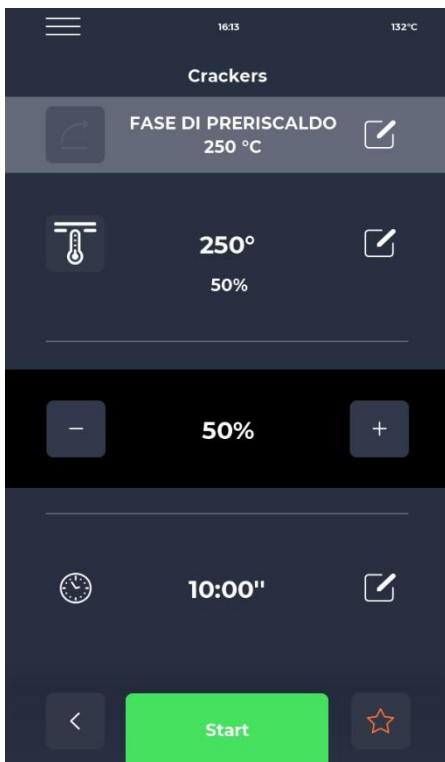 16:13
132°C
Crackers
FASE DI PRERISCALDO
250 °C
250°
50%
−
50%
+
10:00''
Start